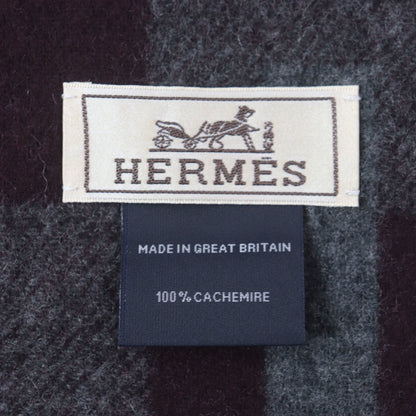 HERMÈS
MADE IN GREAT BRITAIN
100% CACHEMIRE